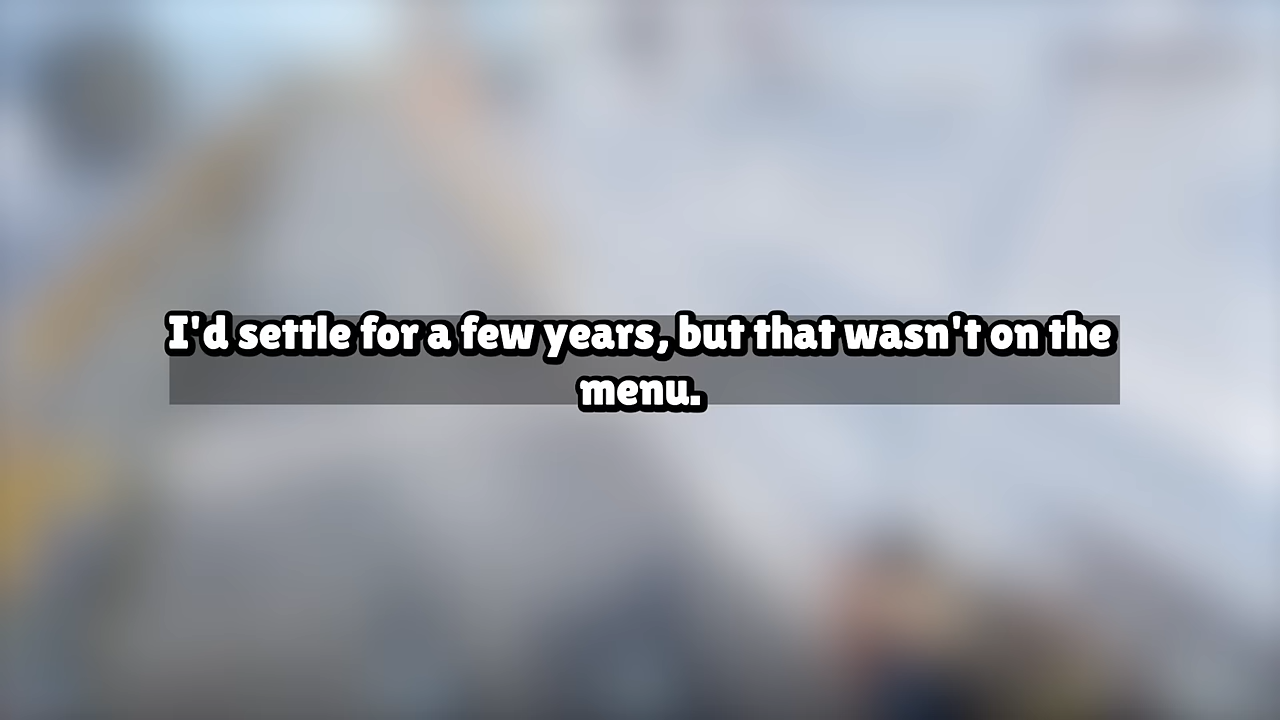 I'd settle for a few years, but that wasn't on the
menu.